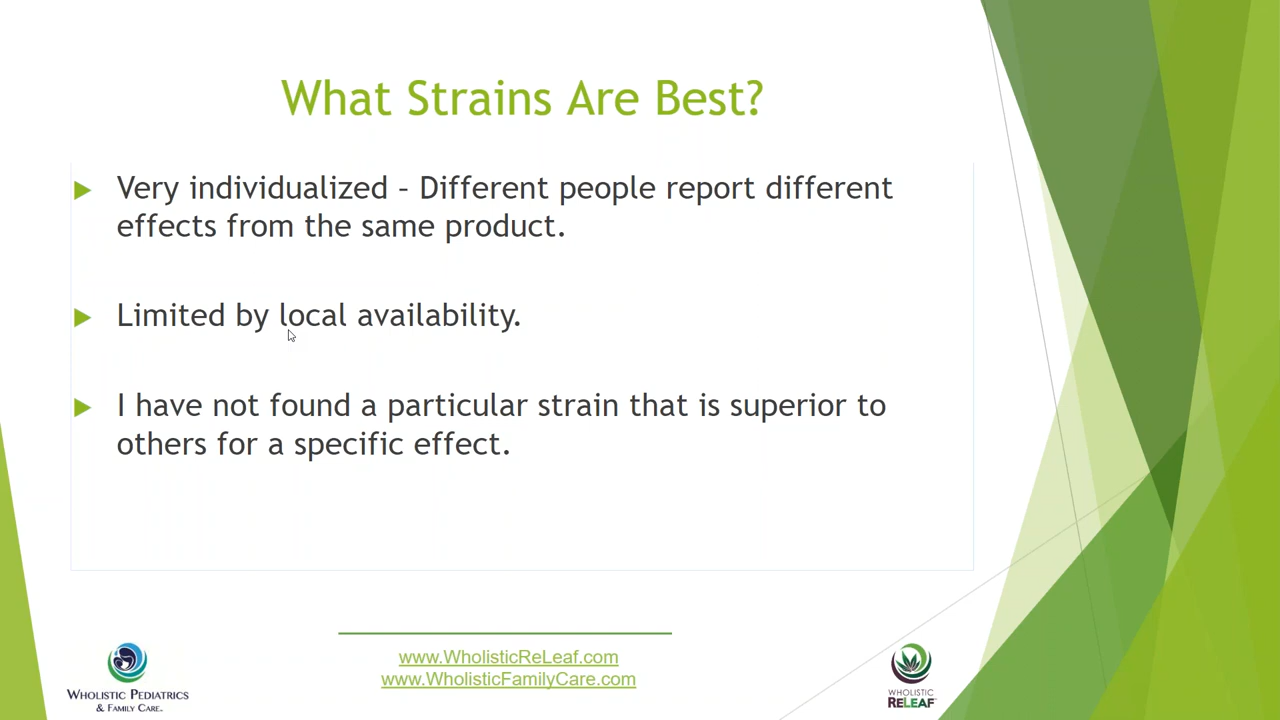 What Strains Are Best?
Very individualized – Different people report different
effects from the same product.
Limited by local availability.
I have not found a particular strain that is superior to
others for a specific effect.
www.WholisticReLeaf.com
www.WholisticFamilyCare.com
Wholistic Pediatrics
& Family Care.
WHOLISTIC
RELEAF